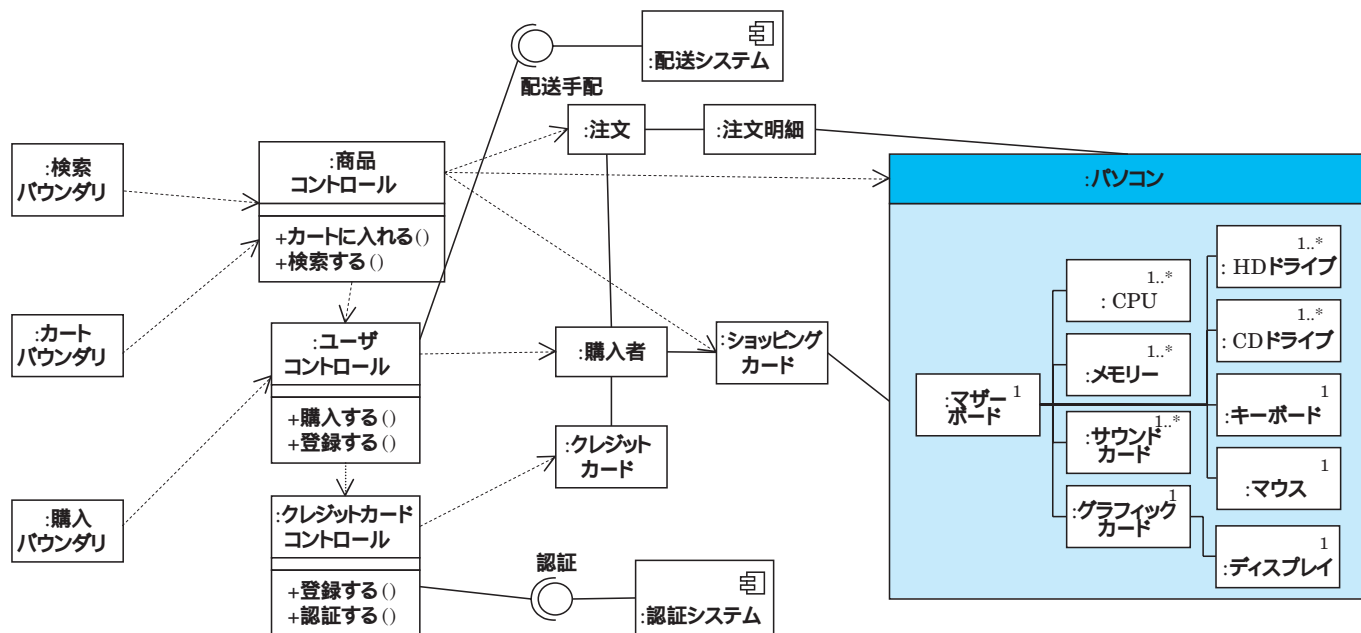 :配送システム
配送手配
:注文
:注文明細
:検索
バウンダリ
:商品
コントロール
+カートに入れる()
+検索する()
:カート
バウンダリ
:ユーザ
コントロール
+購入する()
+登録する()
:購入者
:ショッピング
カード
:クレジット
カード
:購入
バウンダリ
:クレジットカード
コントロール
+登録する()
+認証する()
認証
:認証システム
:パソコン
:マザー
ボード
1
1..*
: CPU
1..*
:メモリー
1..*
:サウンド
カード
1
:グラフィック
カード
1..*
: HDドライブ
1..*
: CDドライブ
1
:キーボード
1
:マウス
1
:ディスプレイ